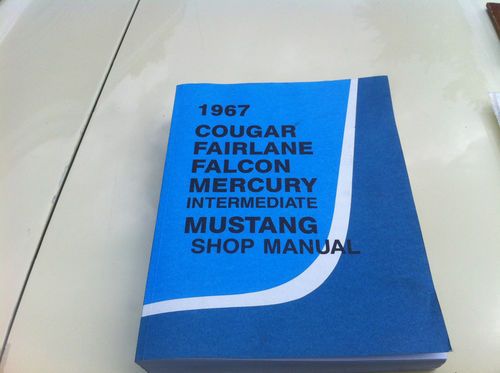 1967
COUGAR
FAIRLANE
FALCON
MERCURY
INTERMEDIATE
MUSTANG
SHOP MANUAL